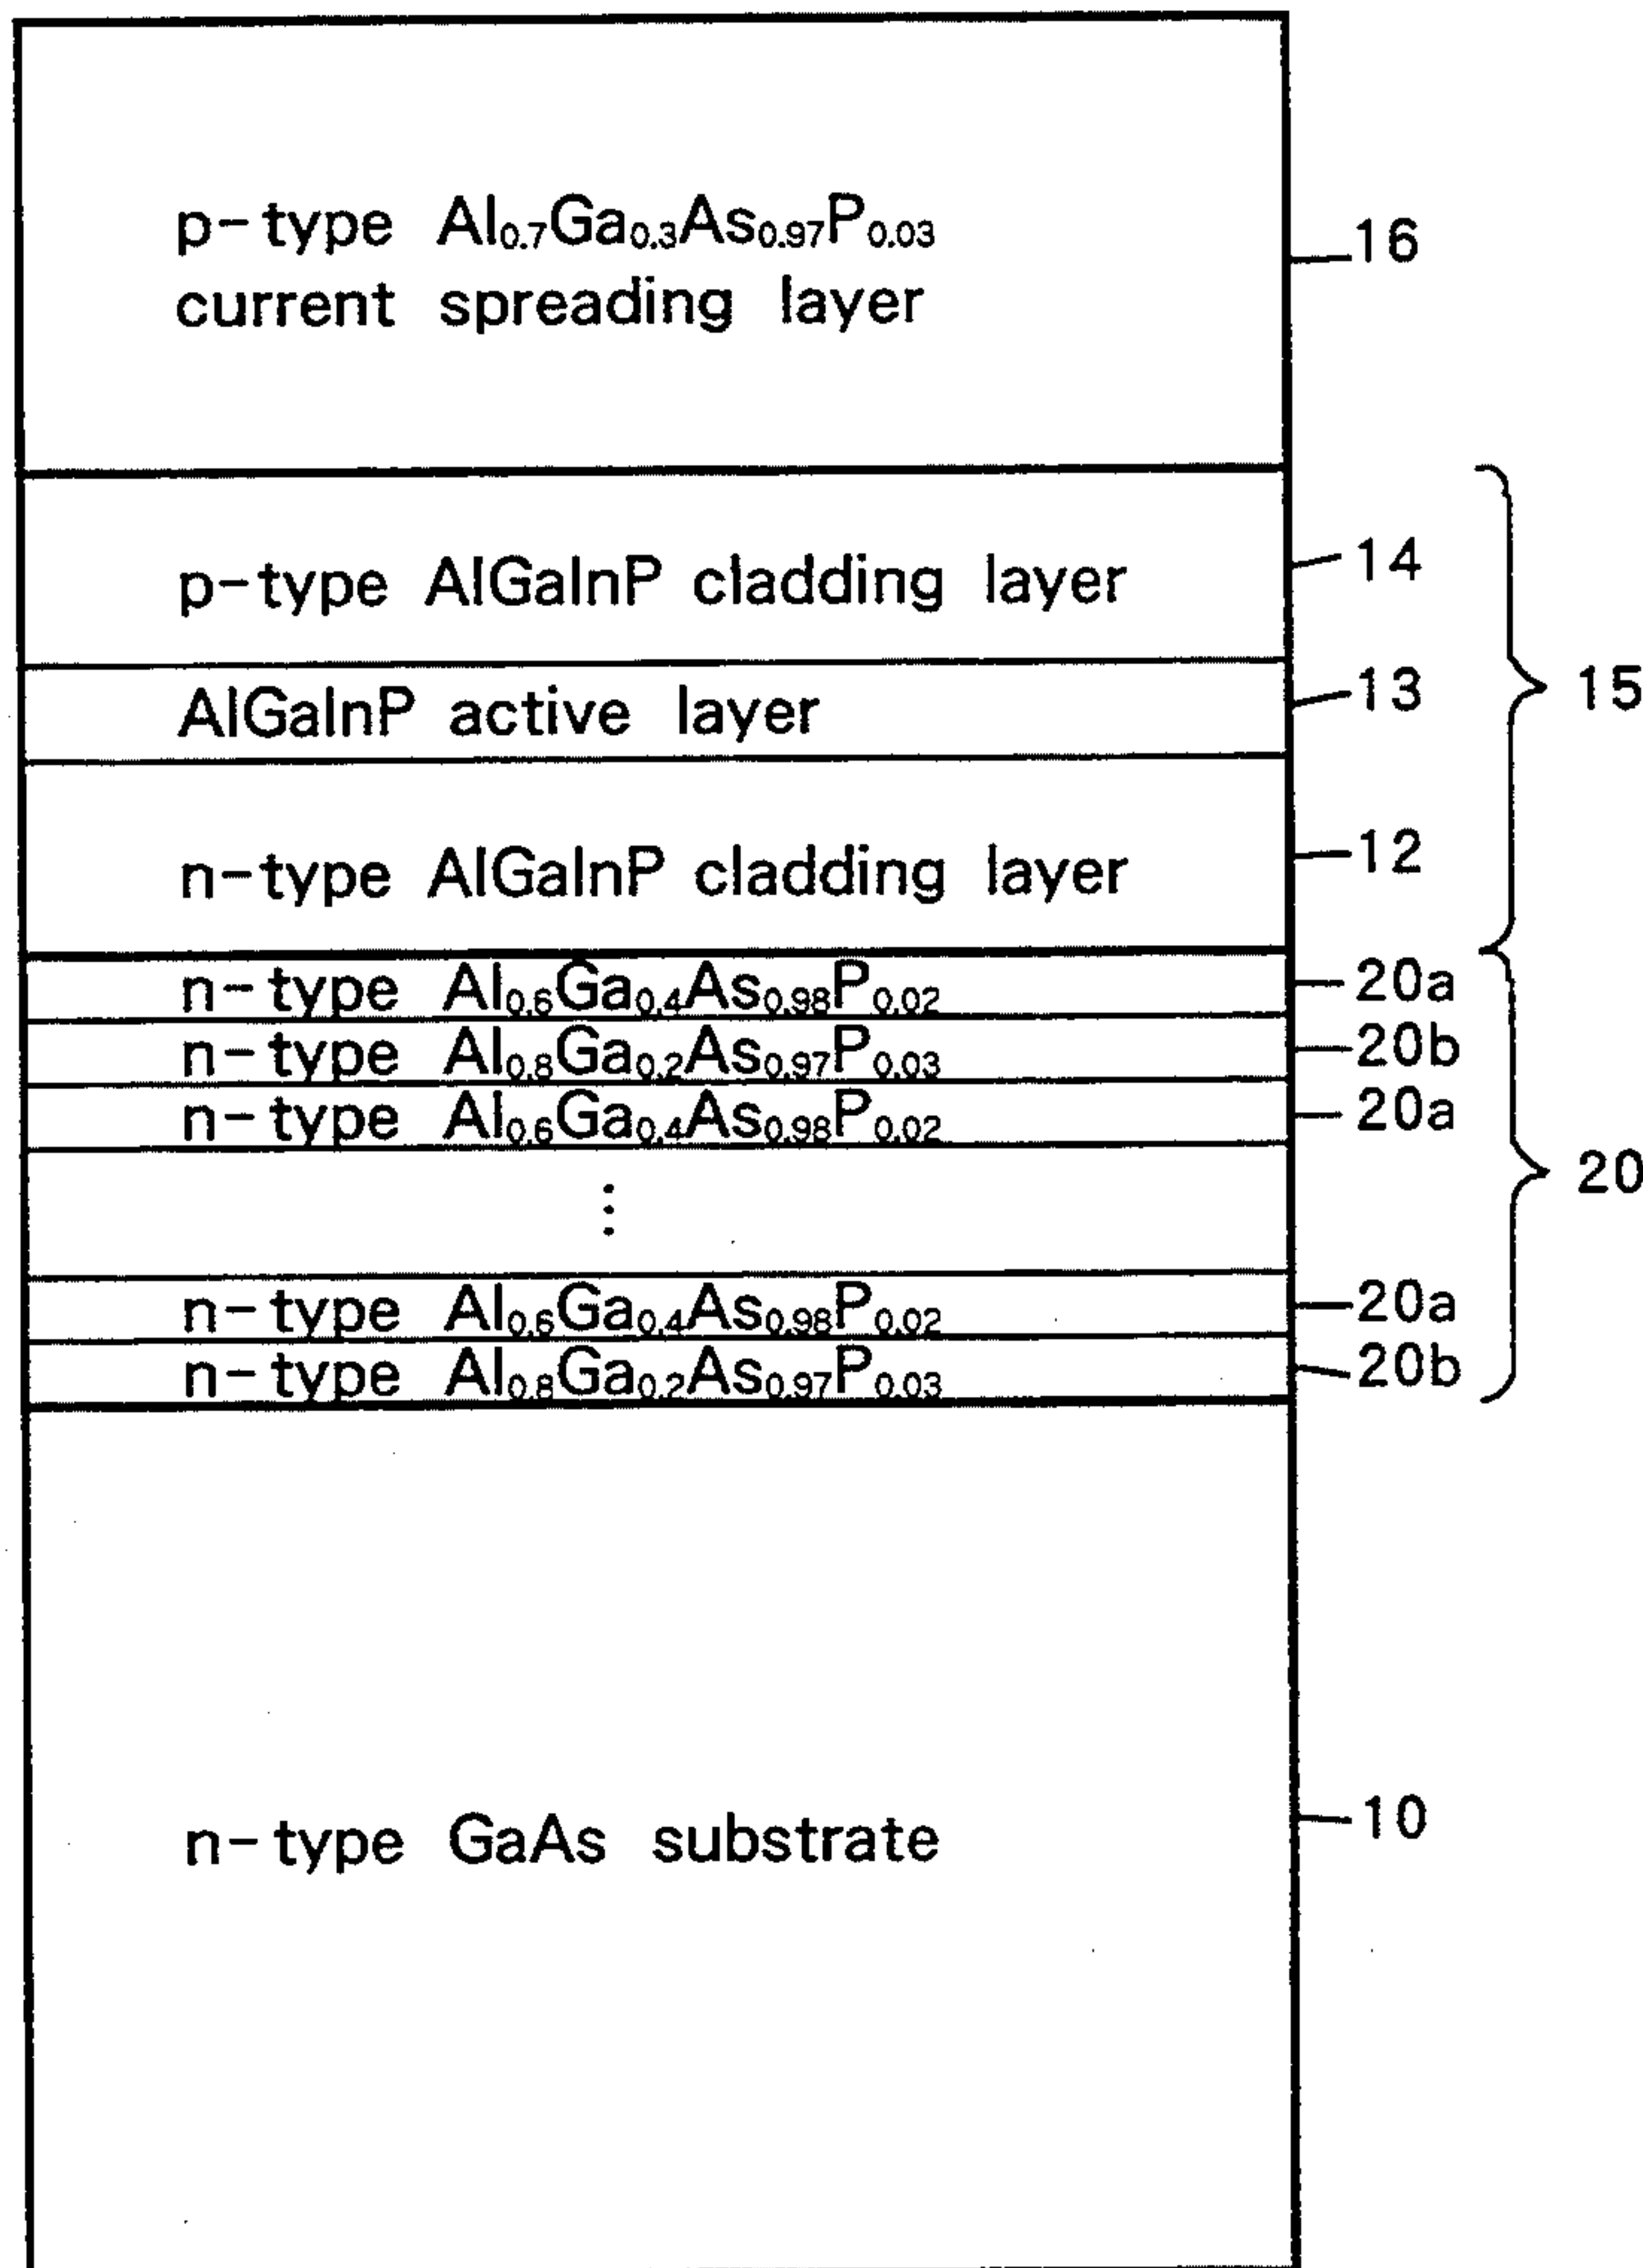 p-type Al0.7Ga0.3As0.97P0.03 16
current spreading layer
p-type AlGaInP cladding layer 14
AlGaInP active layer 13 15
n-type AlGaInP cladding layer 12
n-type Al0.6Ga0.4As0.98P0.02 20a
n-type Al0.8Ga0.2As0.97P0.03 20b
n-type Al0.6Ga0.4As0.98P0.02 20a
⋮ 20
n-type Al0.6Ga0.4As0.98P0.02 20a
n-type Al0.8Ga0.2As0.97P0.03 20b
n-type GaAs substrate 10